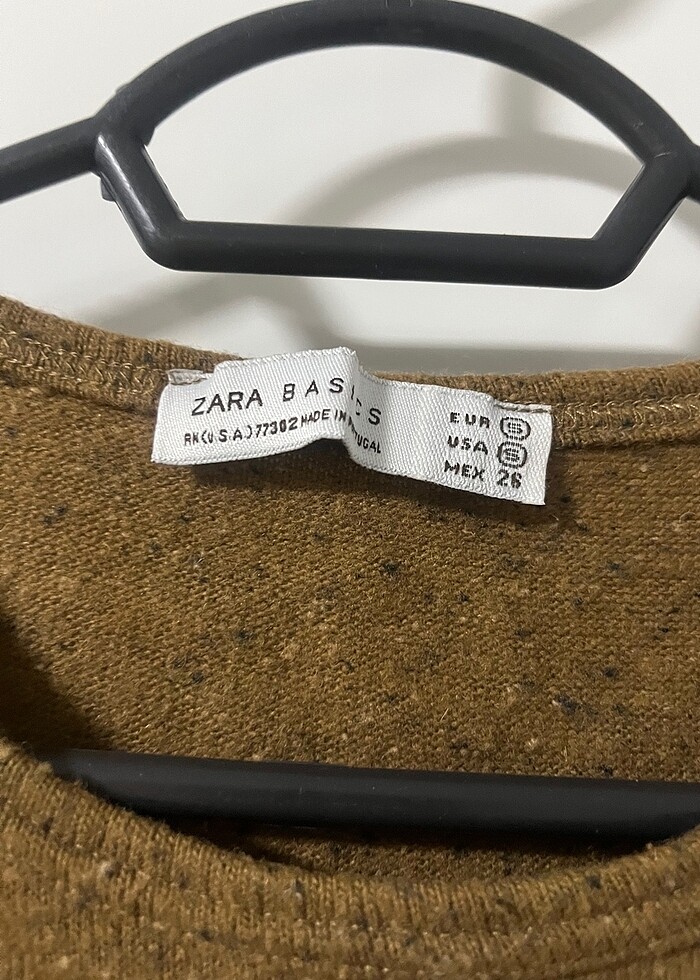 ZARA BASICS
RN(U.S.A.)77302 MADE IN PORTUGAL
EUR S
USA S
MEX 26